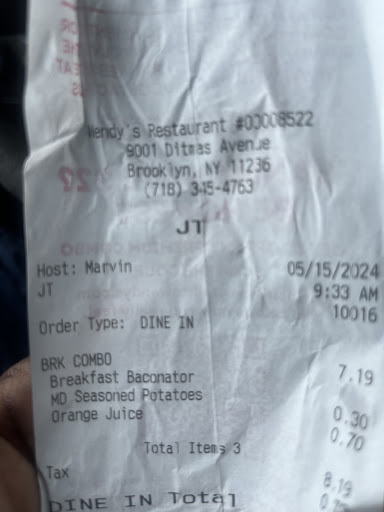 Wendy's Restaurant #00008522
9001 Ditmas Avenue
Brooklyn, NY 11236
(718) 345-4763
JT
Host: Marvin 05/15/2024
JT 9:33 AM
10016
Order Type: DINE IN
BRK COMBO
Breakfast Baconator 7.19
MD Seasoned Potatoes 0.30
Orange Juice 0.70
Total Items 3
8.19
Tax
DINE IN Total